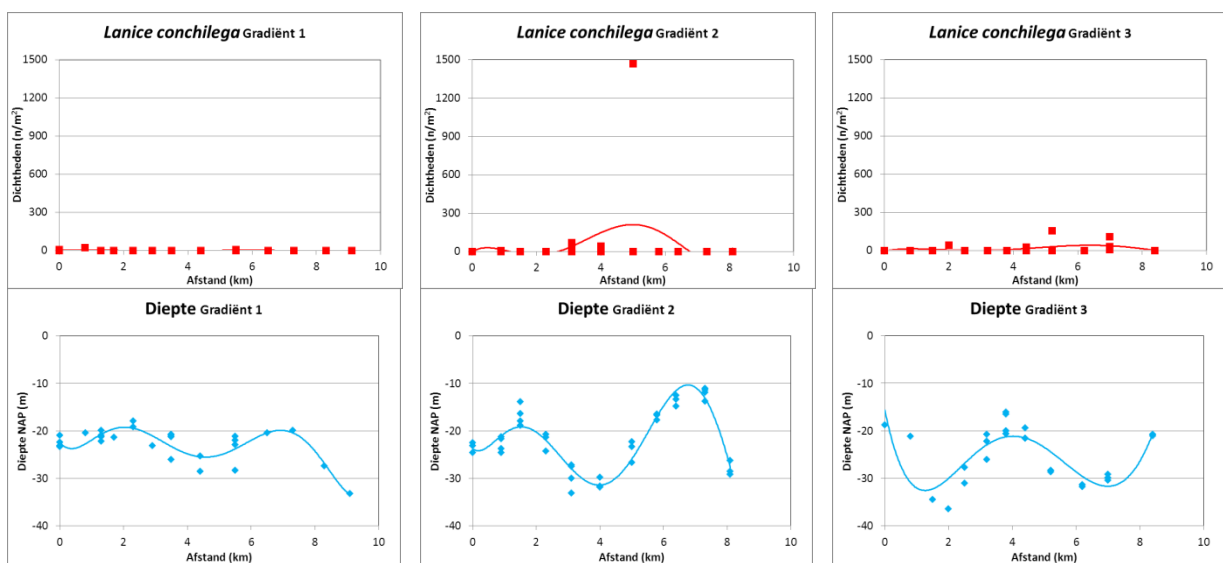 Lanice conchilega Gradiënt 1
1500
1200
900
600
300
0
Dichtheden (n/m²)
0 2 4 6 8 10
Afstand (km)
Lanice conchilega Gradiënt 2
1500
1200
900
600
300
0
Dichtheden (n/m²)
0 2 4 6 8 10
Afstand (km)
Lanice conchilega Gradiënt 3
1500
1200
900
600
300
0
Dichtheden (n/m²)
0 2 4 6 8 10
Afstand (km)
Diepte Gradiënt 1
0
-10
-20
-30
-40
Diepte NAP (m)
0 2 4 6 8 10
Afstand (km)
Diepte Gradiënt 2
0
-10
-20
-30
-40
Diepte NAP (m)
0 2 4 6 8 10
Afstand (km)
Diepte Gradiënt 3
0
-10
-20
-30
-40
Diepte NAP (m)
0 2 4 6 8 10
Afstand (km)